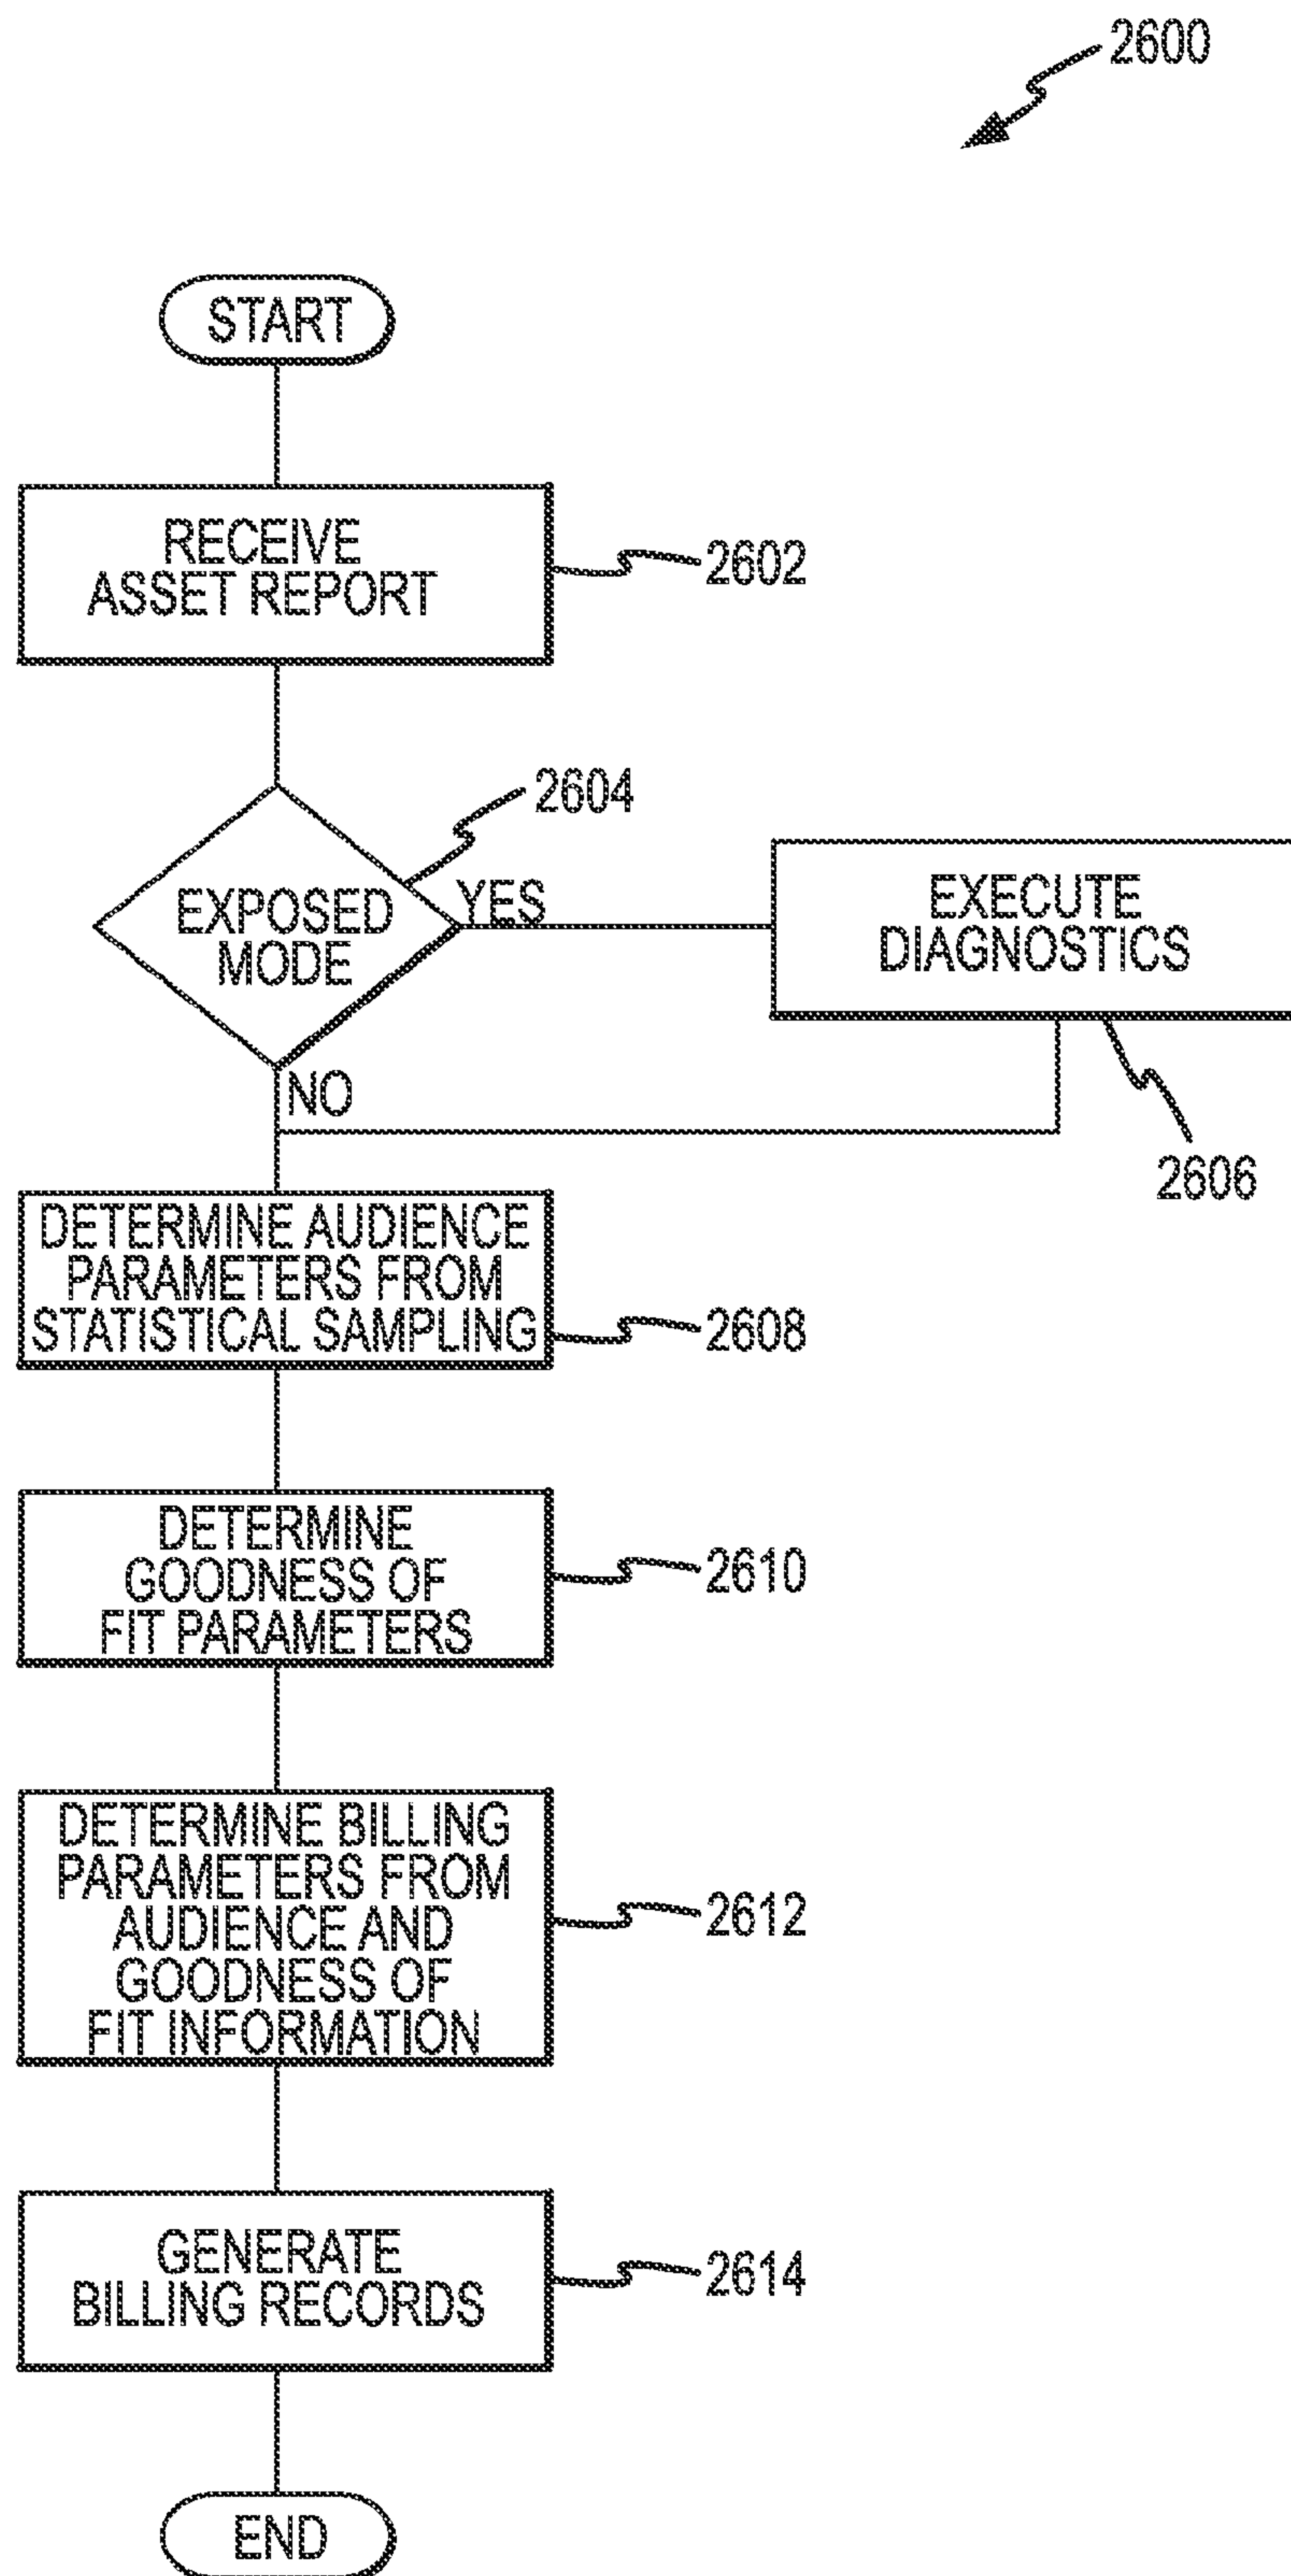 2600
START
RECEIVE
ASSET REPORT
2602
2604
EXPOSED
MODE
YES
EXECUTE
DIAGNOSTICS
NO
2606
DETERMINE AUDIENCE
PARAMETERS FROM
STATISTICAL SAMPLING
2608
DETERMINE
GOODNESS OF
FIT PARAMETERS
2610
DETERMINE BILLING
PARAMETERS FROM
AUDIENCE AND
GOODNESS OF
FIT INFORMATION
2612
GENERATE
BILLING RECORDS
2614
END